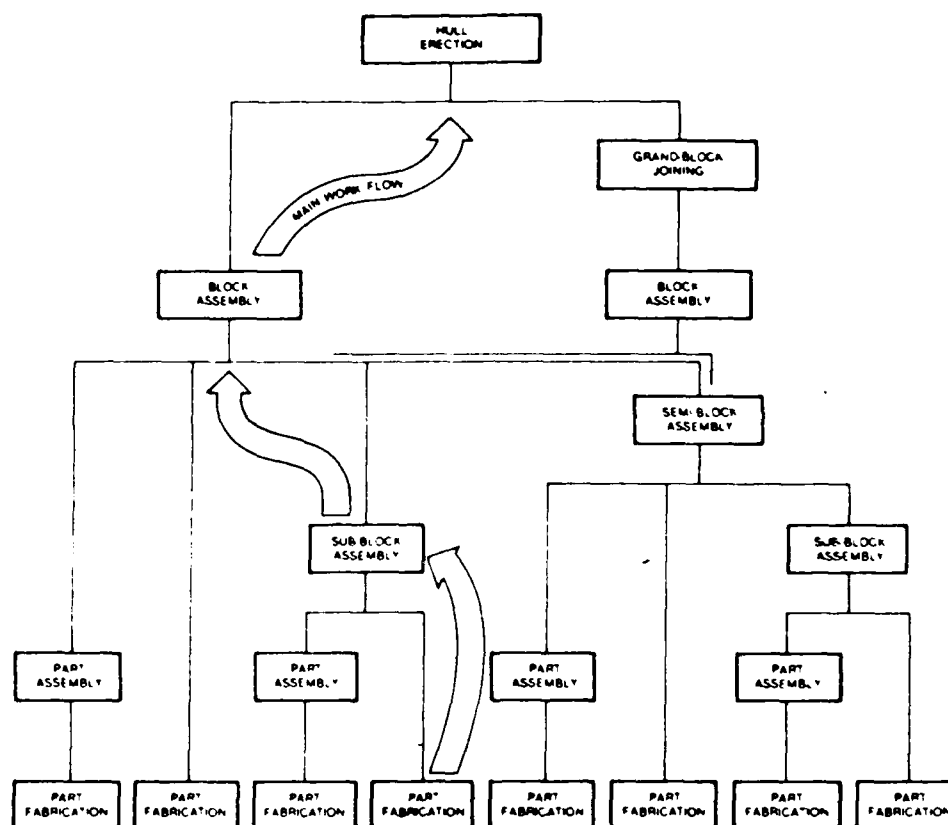 HULL
ERECTION
GRAND-BLOCK
JOINING
MAIN WORK FLOW
BLOCK
ASSEMBLY
BLOCK
ASSEMBLY
SEMI-BLOCK
ASSEMBLY
SUB-BLOCK
ASSEMBLY
SUB-BLOCK
ASSEMBLY
PART
ASSEMBLY
PART
ASSEMBLY
PART
ASSEMBLY
PART
ASSEMBLY
PART
FABRICATION
PART
FABRICATION
PART
FABRICATION
PART
FABRICATION
PART
FABRICATION
PART
FABRICATION
PART
FABRICATION
PART
FABRICATION